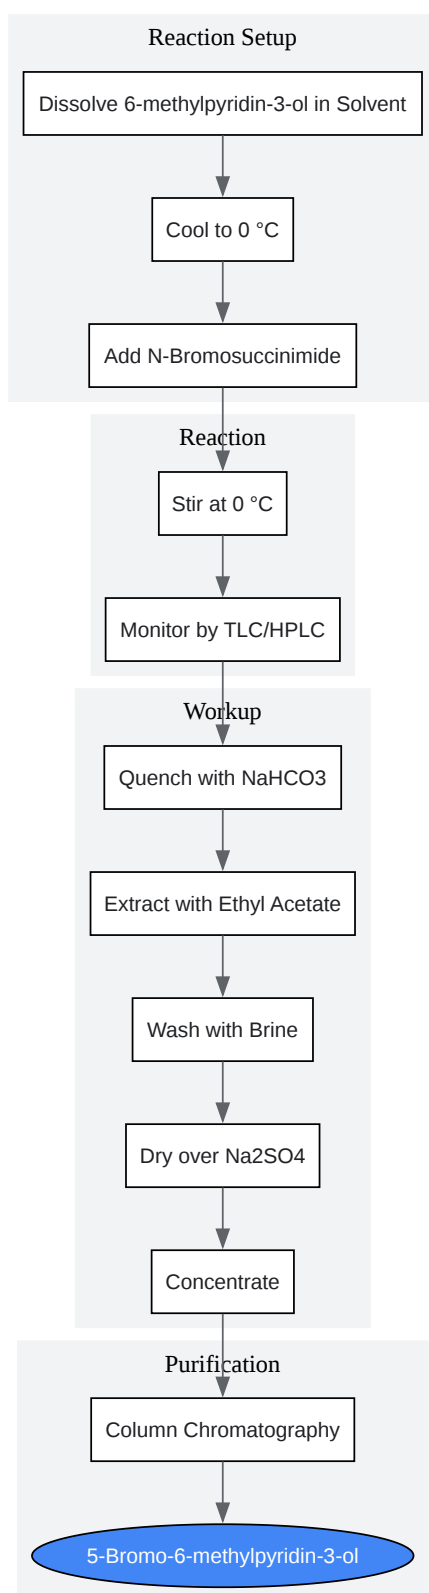 Reaction Setup
Dissolve 6-methylpyridin-3-ol in Solvent
Cool to 0 °C
Add N-Bromosuccinimide
Reaction
Stir at 0 °C
Monitor by TLC/HPLC
Workup
Quench with NaHCO3
Extract with Ethyl Acetate
Wash with Brine
Dry over Na2SO4
Concentrate
Purification
Column Chromatography
5-Bromo-6-methylpyridin-3-ol